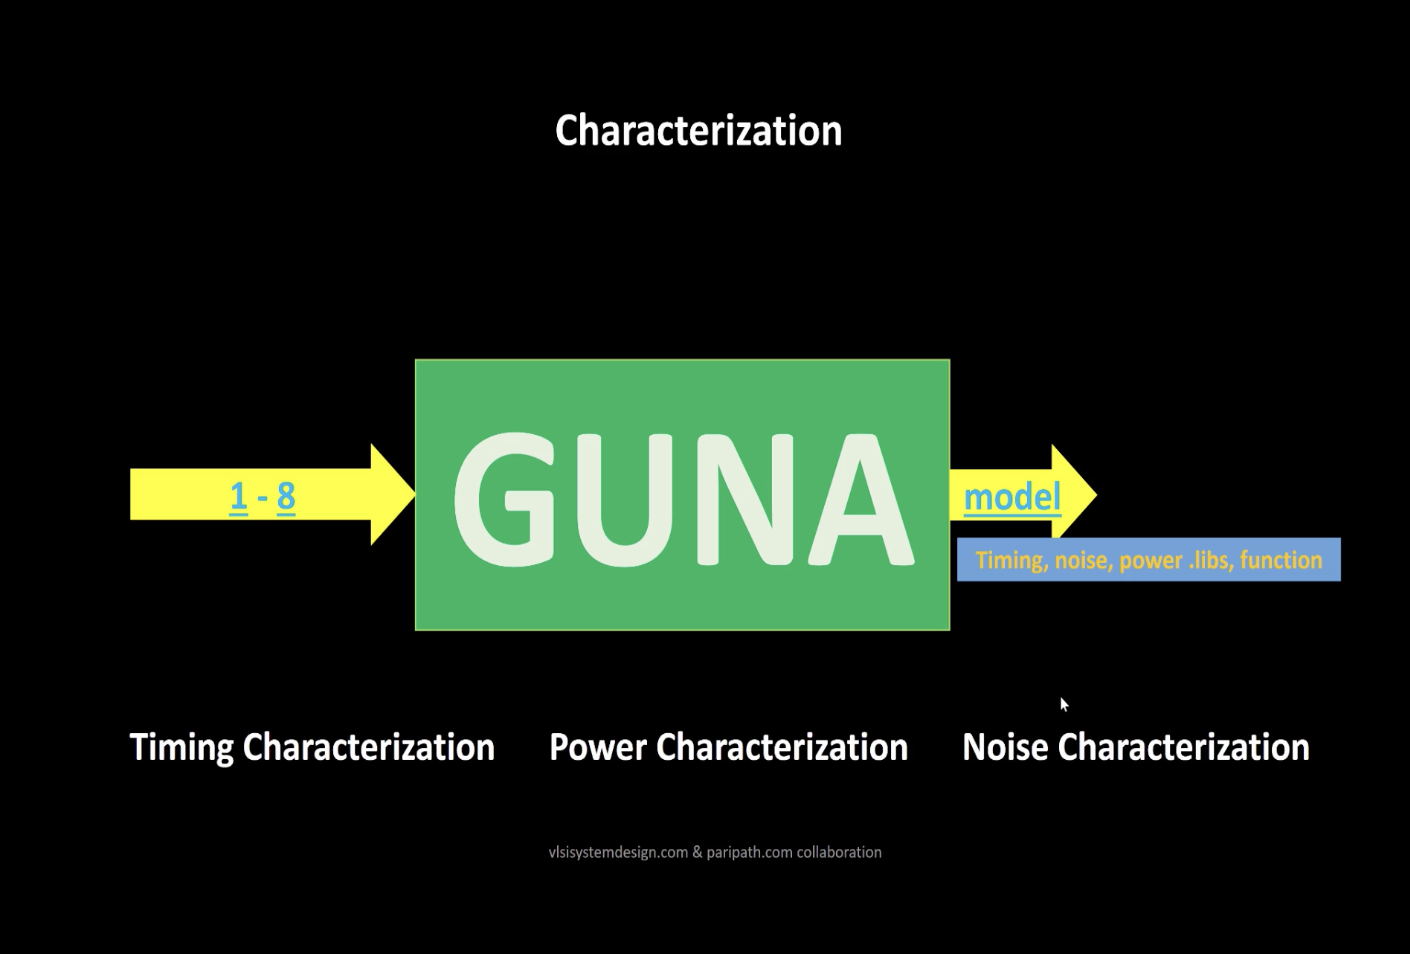 Characterization
1 - 8
GUNA
model
Timing, noise, power .libs, function
Timing Characterization
Power Characterization
Noise Characterization
vlsisystemdesign.com & paripath.com collaboration